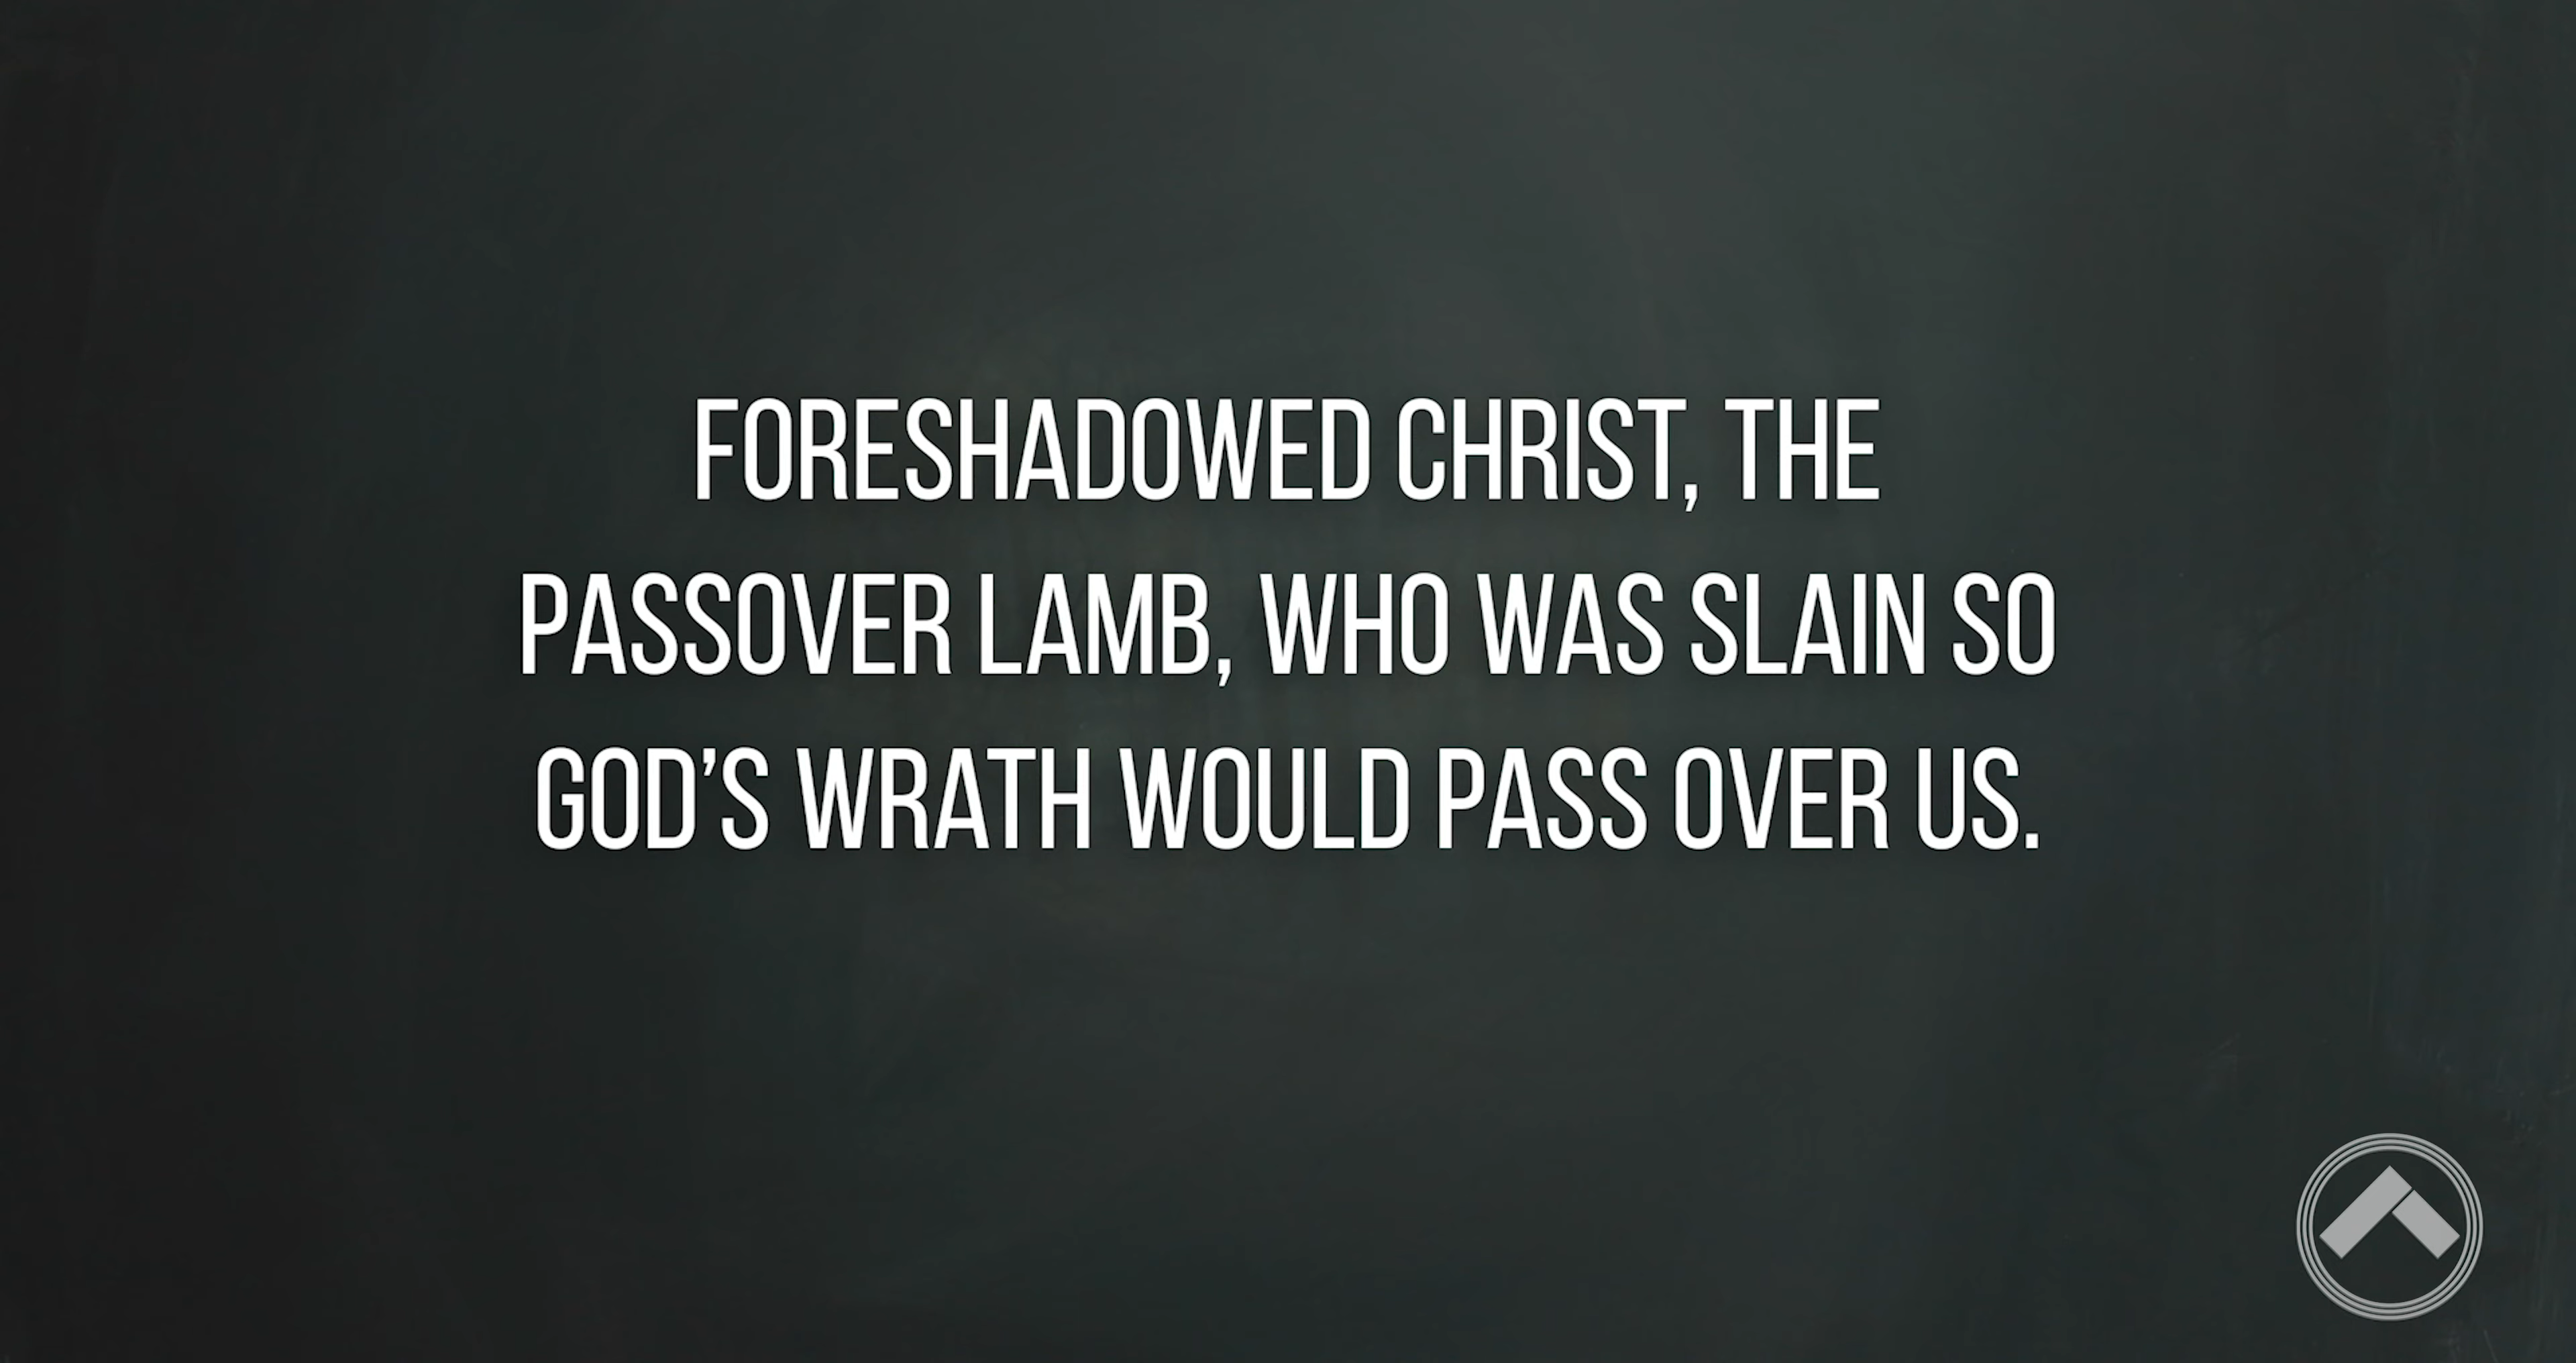 FORESHADOWED CHRIST, THE
PASSOVER LAMB, WHO WAS SLAIN SO
GOD’S WRATH WOULD PASS OVER US.